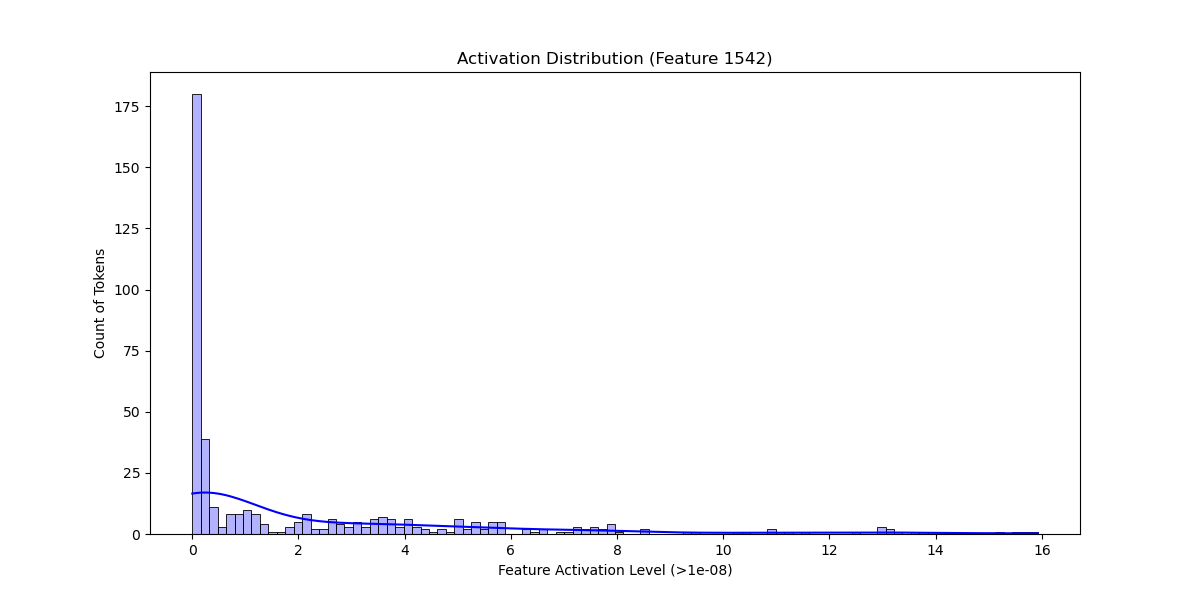 Activation Distribution (Feature 1542)
175
150
125
100
75
50
25
0
Count of Tokens
0 2 4 6 8 10 12 14 16
Feature Activation Level (>1e-08)